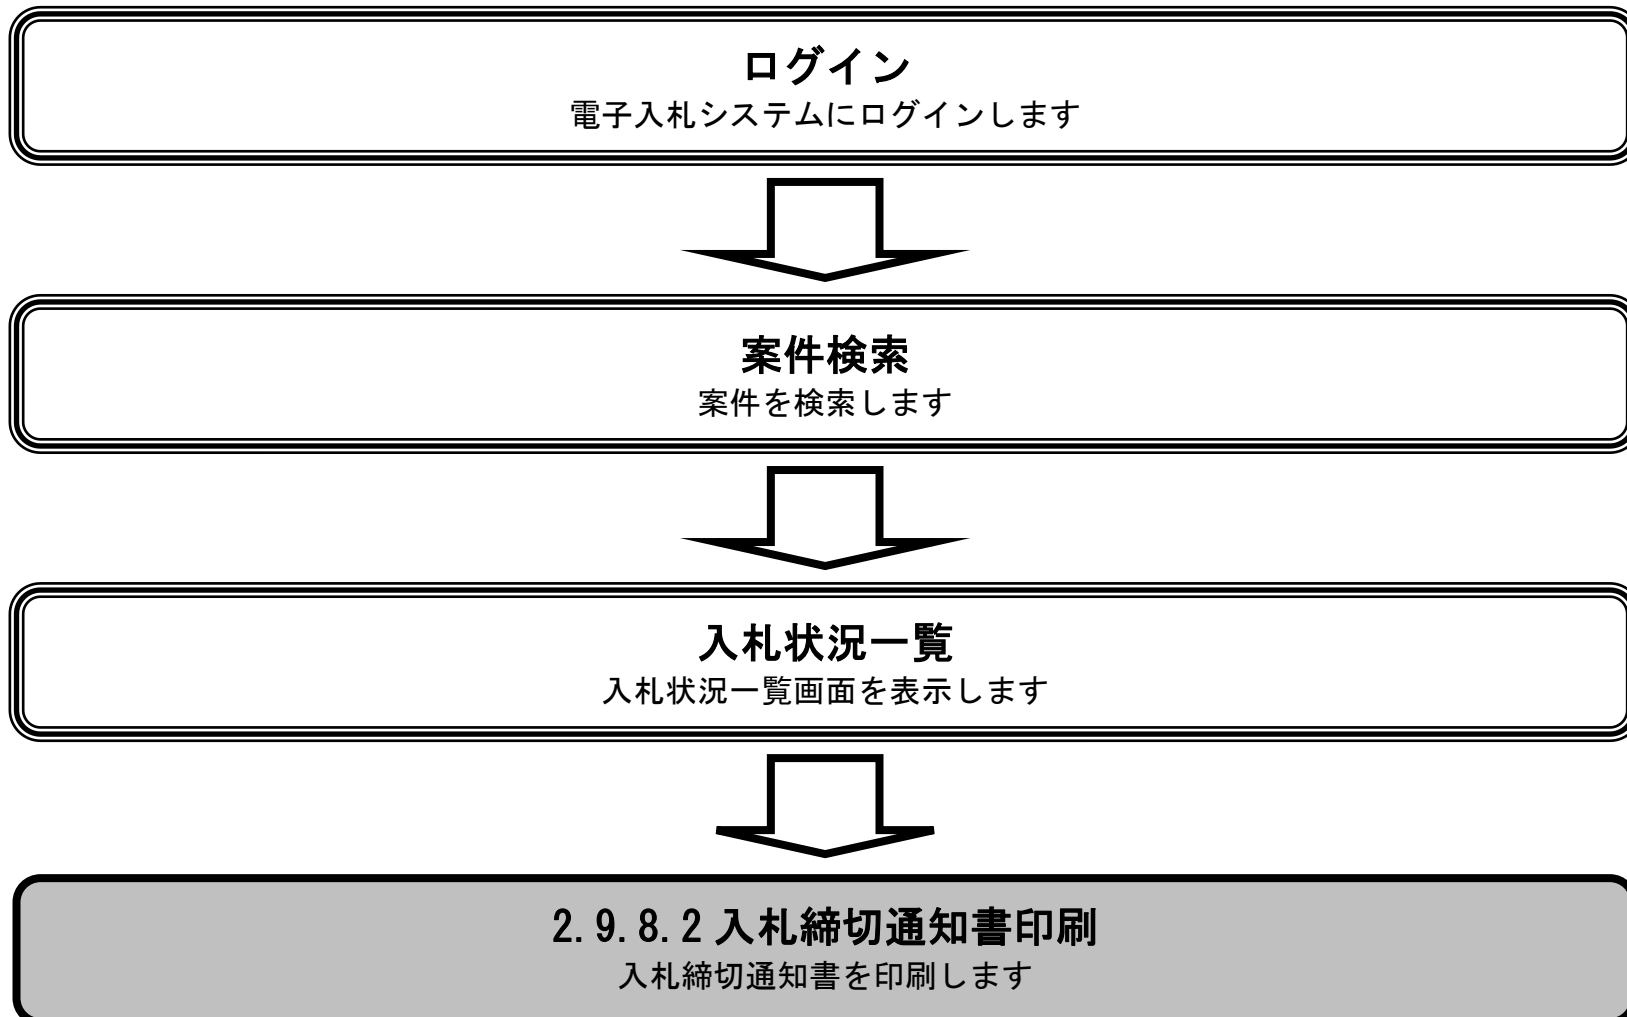 ログイン
電子入札システムにログインします
案件検索
案件を検索します
入札状況一覧
入札状況一覧画面を表示します
2.9.8.2入札締切通知書印刷
入札締切通知書を印刷します